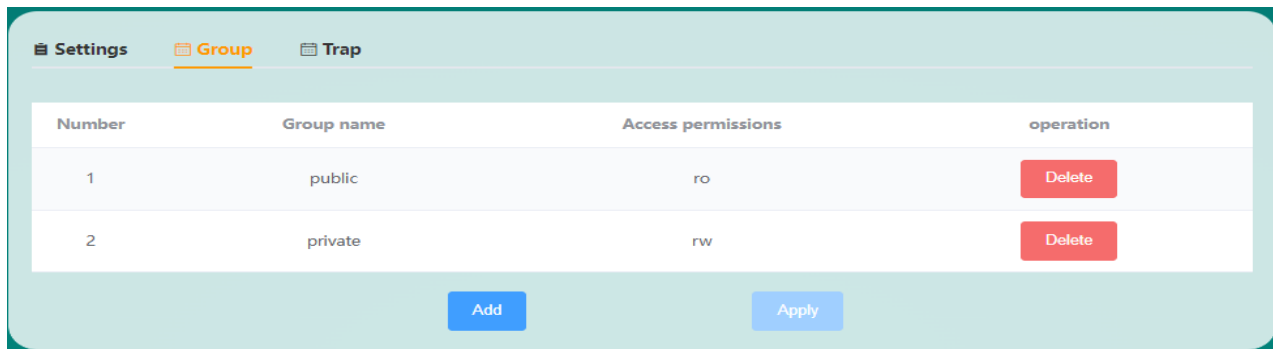 Settings Group Trap
Number Group name Access permissions operation
1 public ro Delete
2 private rw Delete
Add Apply